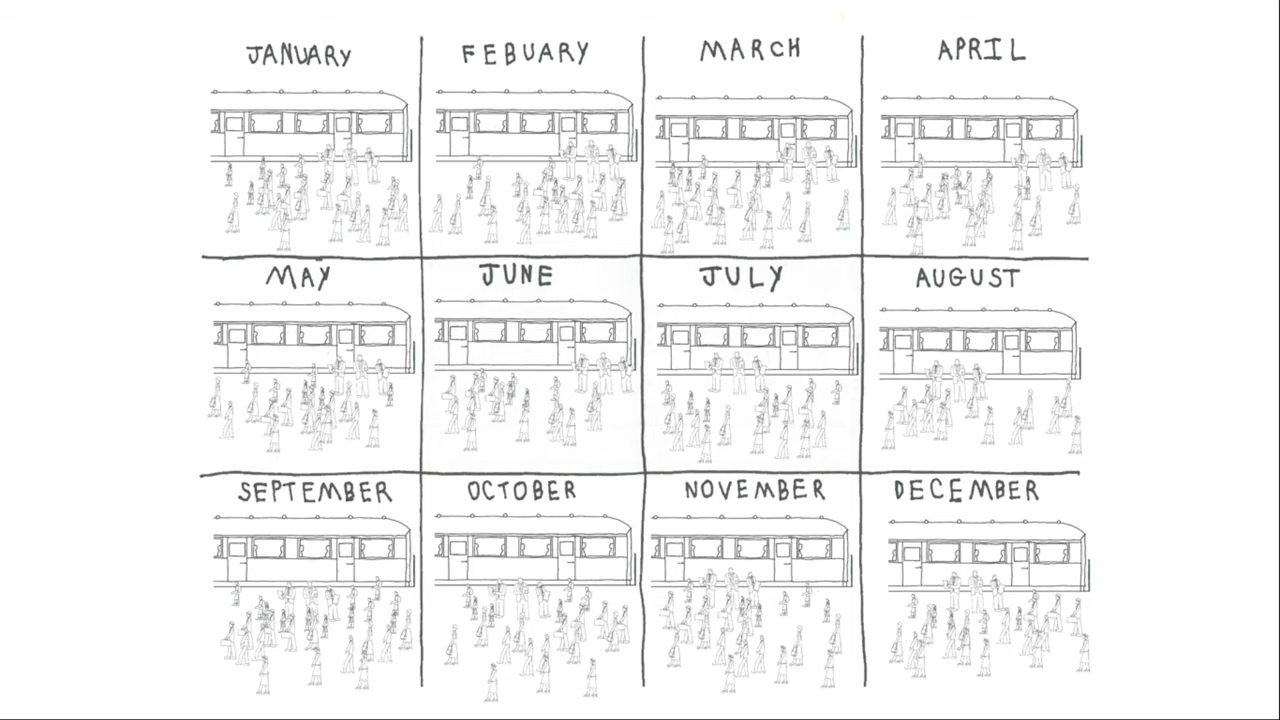 JANUARY
FEBUARY
MARCH
APRIL
MAY
JUNE
JULY
AUGUST
SEPTEMBER
OCTOBER
NOVEMBER
DECEMBER